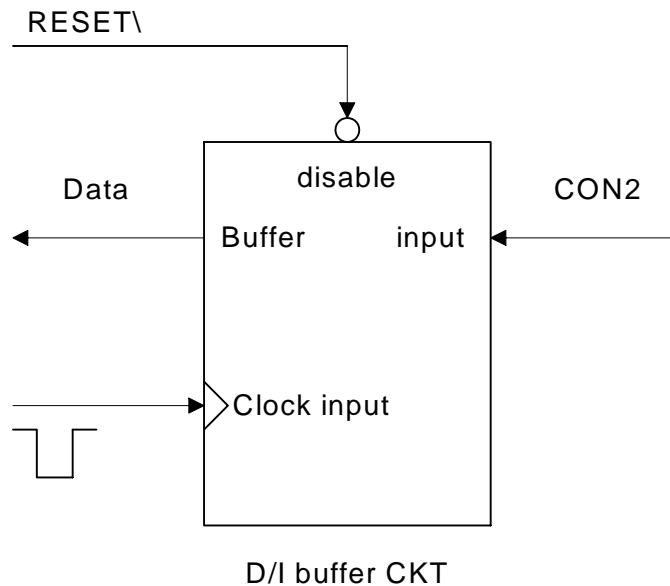 RESET\
disable
Data
CON2
Buffer
input
Clock input
D/I buffer CKT